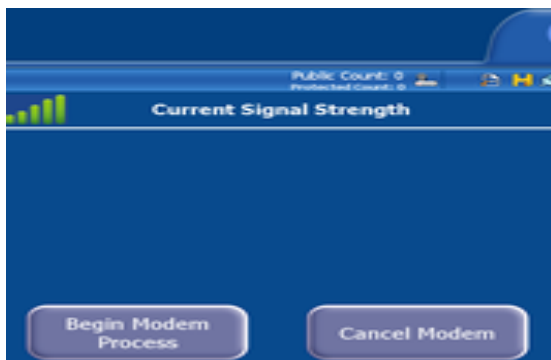 Public Count: 0
Protected Count: 0
Current Signal Strength
Begin Modem
Process
Cancel Modem